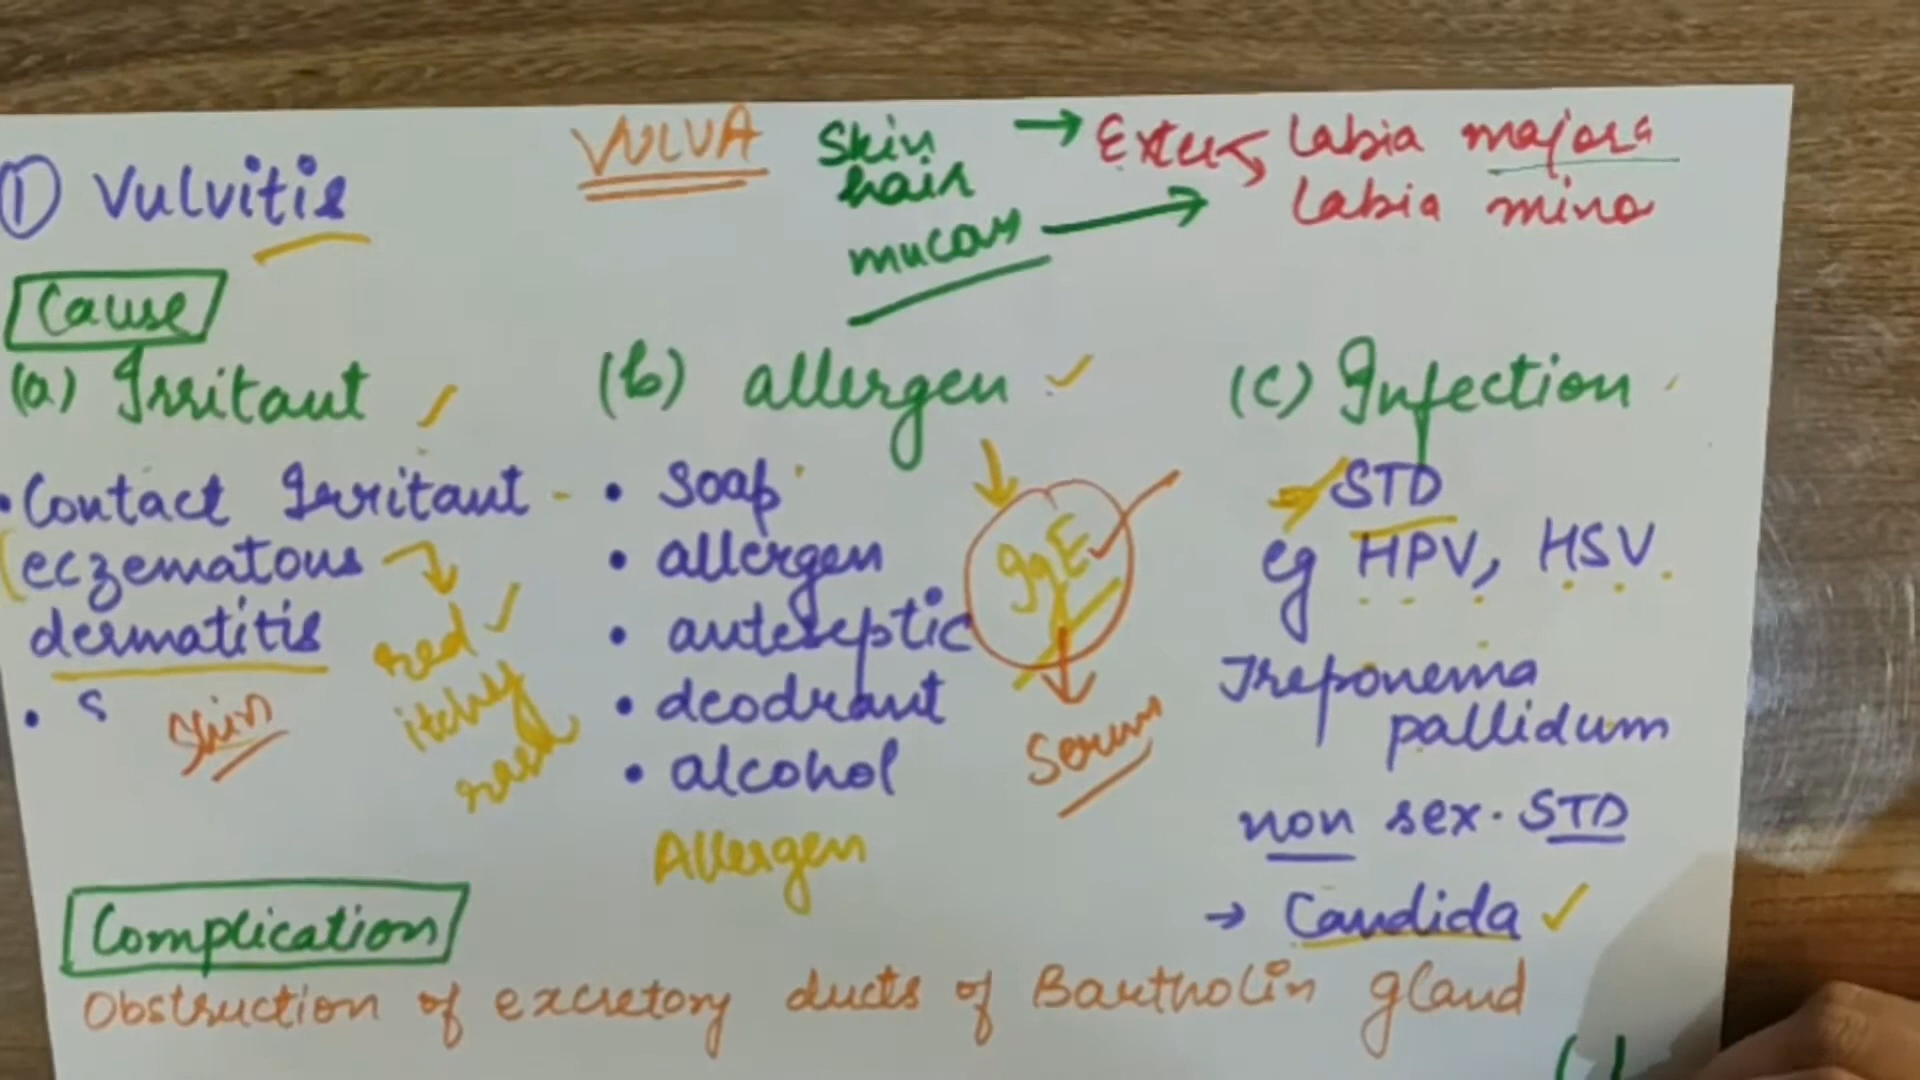 VULVA
① Vulvitis
Skin → Exter
hair
mucous →
Labia majora
Labia mino
Cause
(a) Irritant ✓
• Contact Irritant -
(eczematous
dermatitis
• S
Skin
red ✓
itchy
rash
(b) allergen ✓
• soap
• allergen
• anteseptic
• deodrant
• alcohol
Allergen
IgE
Serum
(c) Infection
→ STD
eg HPV, HSV
Treponema
pallidum
non sex. STD
→ Candida ✓
Complication
Obstruction of excretory ducts of Bartholin gland